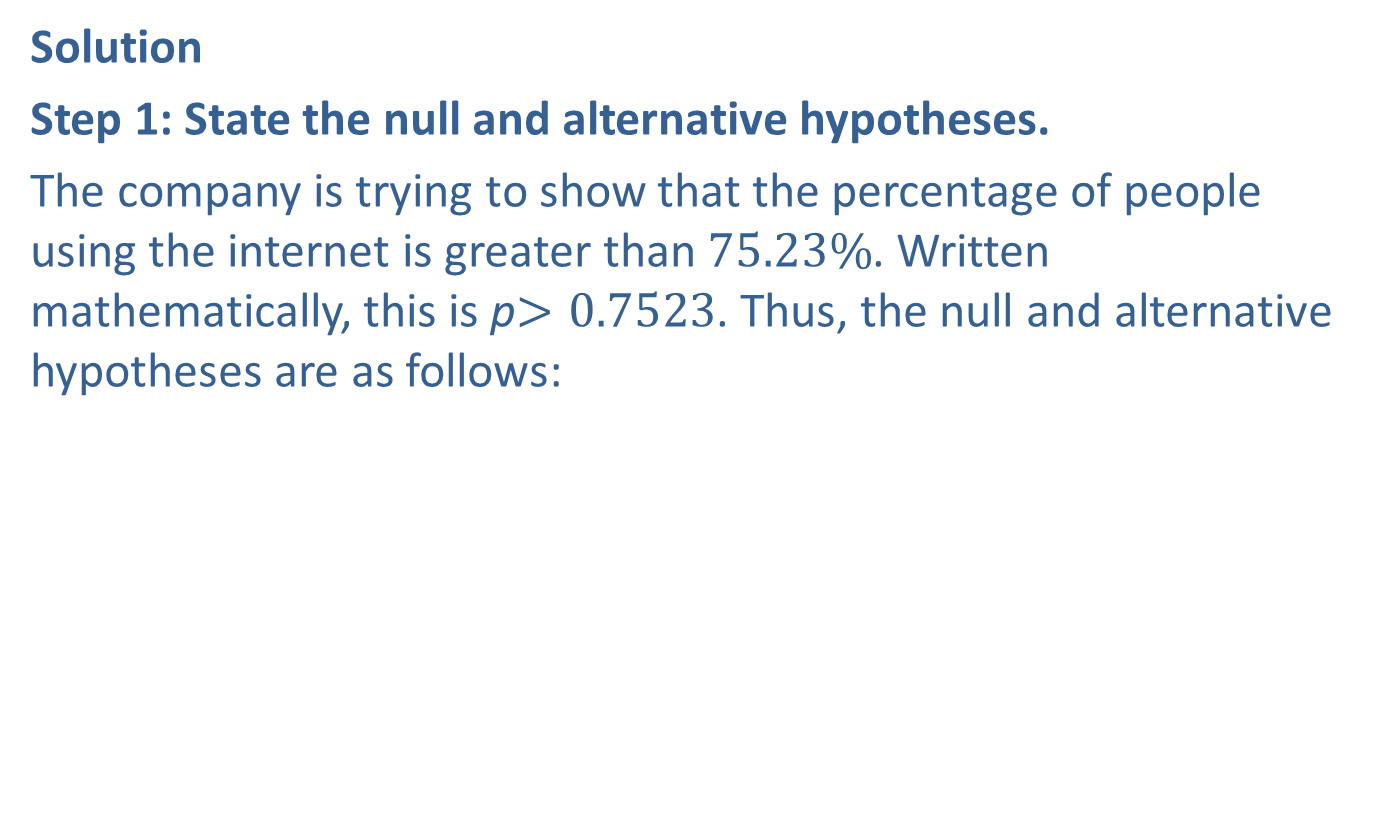 Solution
Step 1: State the null and alternative hypotheses.
The company is trying to show that the percentage of people
using the internet is greater than 75.23%. Written
mathematically, this is p> 0.7523. Thus, the null and alternative
hypotheses are as follows: